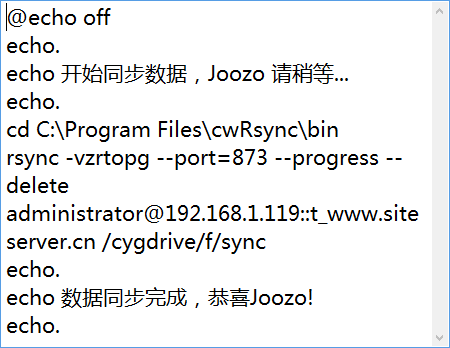 @echo off
echo.
echo 开始同步数据，Joozo 请稍等...
echo.
cd C:\Program Files\cwRsync\bin
rsync -vzrtopg --port=873 --progress --
delete
administrator@192.168.1.119::t_www.site
server.cn /cygdrive/f/sync
echo.
echo 数据同步完成，恭喜Joozo!
echo.